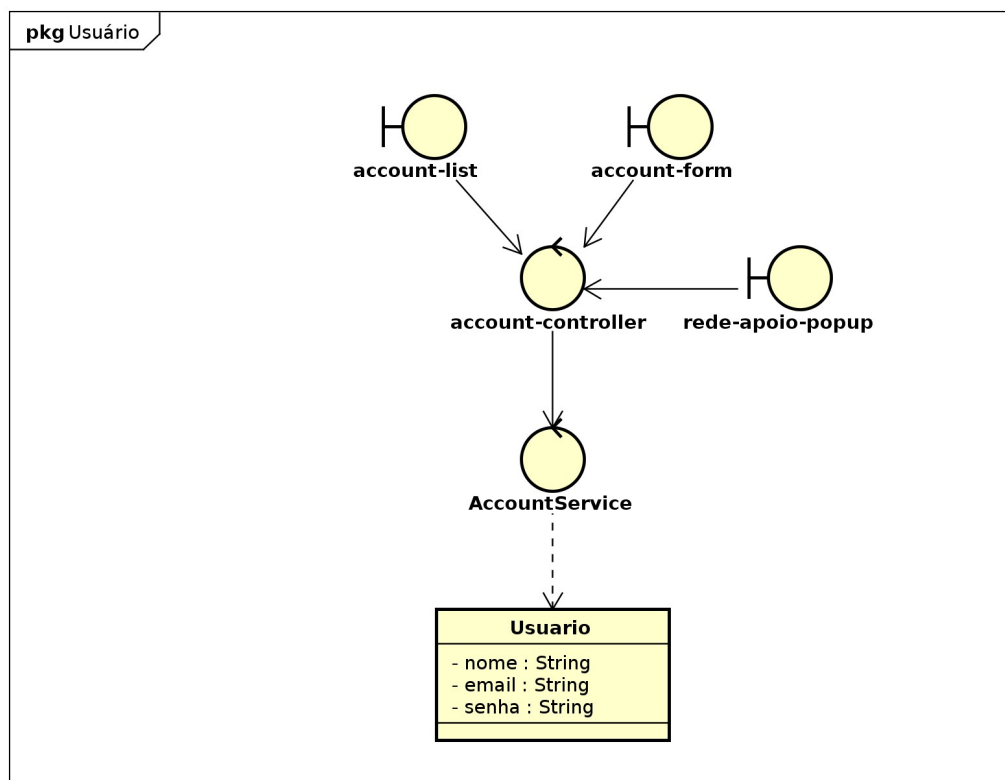 pkg Usuário
account-list
account-form
account-controller
rede-apoio-popup
AccountService
Usuario
- nome : String
- email : String
- senha : String